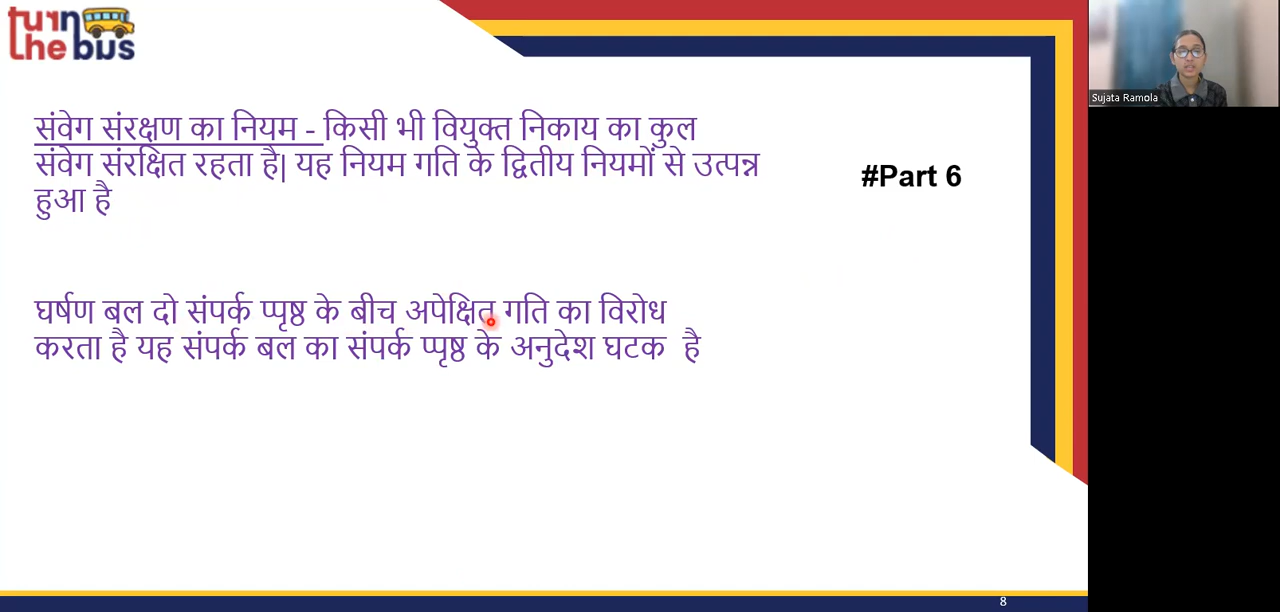 turn
the bus
Sujata Ramola
संवेग संरक्षण का नियम - किसी भी वियुक्त निकाय का कुल
संवेग संरक्षित रहता है| यह नियम गति के द्वितीय नियमों से उत्पन्न
हुआ है
#Part 6
घर्षण बल दो संपर्क प्पृष्ठ के बीच अपेक्षित गति का विरोध
करता है यह संपर्क बल का संपर्क प्पृष्ठ के अनुदेश घटक है
8